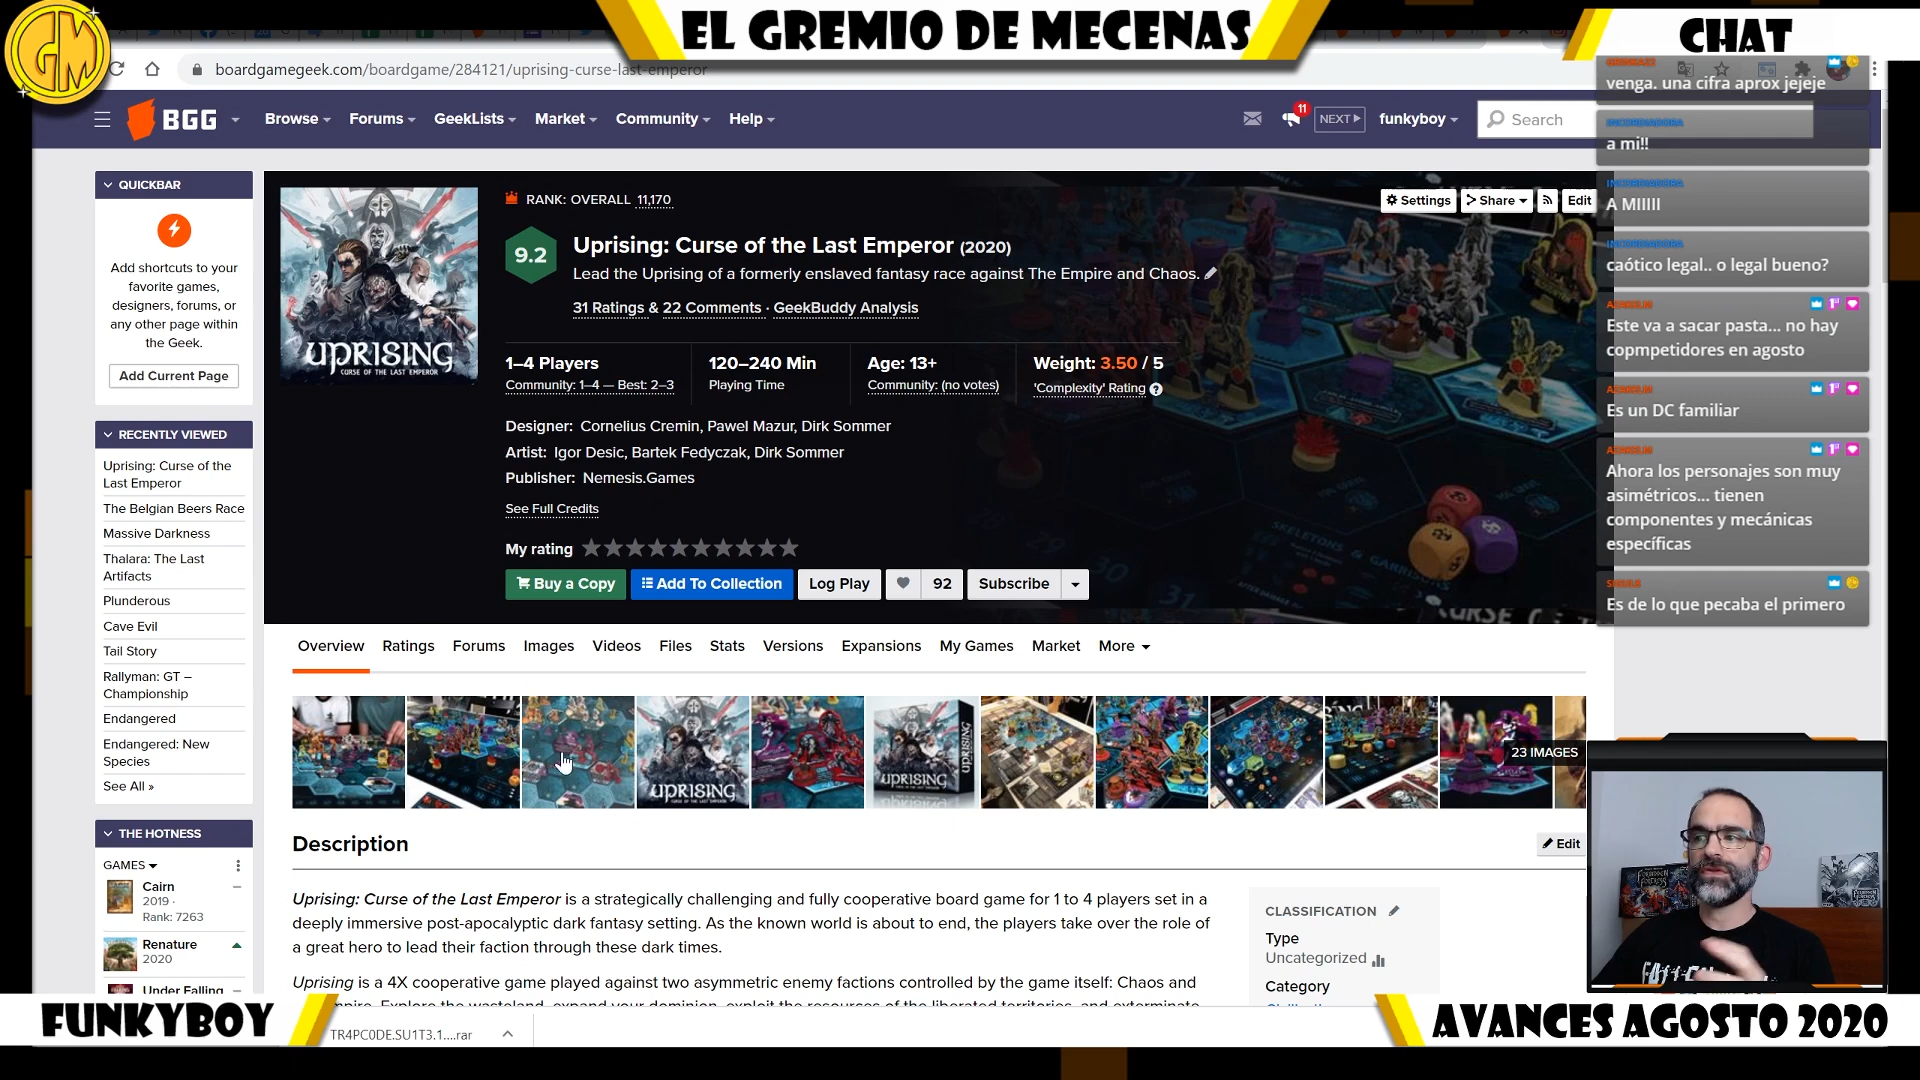 GM
EL GREMIO DE MECENAS
CHAT
boardgamegeek.com/boardgame/284121/uprising-curse-last-emperor
BGG
Browse
Forums
GeekLists
Market
Community
Help
11
NEXT
funkyboy
Search
QUICKBAR
Add shortcuts to your
favorite games,
designers, forums, or
any other page within
the Geek.
Add Current Page
RECENTLY VIEWED
Uprising: Curse of the
Last Emperor
The Belgian Beers Race
Massive Darkness
Thalara: The Last
Artifacts
Plunderous
Cave Evil
Tail Story
Rallyman: GT –
Championship
Endangered
Endangered: New
Species
See All »
THE HOTNESS
GAMES
Cairn
2019 ·
Rank: 7263
Renature
2020
Under Falling
UPRISING
CURSE OF THE LAST EMPEROR
RANK: OVERALL 11,170
Settings
Share
Edit
9.2
Uprising: Curse of the Last Emperor (2020)
Lead the Uprising of a formerly enslaved fantasy race against The Empire and Chaos.
31 Ratings & 22 Comments · GeekBuddy Analysis
1–4 Players
Community: 1–4 — Best: 2–3
120–240 Min
Playing Time
Age: 13+
Community: (no votes)
Weight: 3.50 / 5
'Complexity' Rating
Designer: Cornelius Cremin, Pawel Mazur, Dirk Sommer
Artist: Igor Desic, Bartek Fedyczak, Dirk Sommer
Publisher: Nemesis.Games
See Full Credits
My rating
Buy a Copy
Add To Collection
Log Play
92
Subscribe
Overview
Ratings
Forums
Images
Videos
Files
Stats
Versions
Expansions
My Games
Market
More
UPRISING
UPRISING
UPRISING
23 IMAGES
Description
Edit
Uprising: Curse of the Last Emperor is a strategically challenging and fully cooperative board game for 1 to 4 players set in a
deeply immersive post-apocalyptic dark fantasy setting. As the known world is about to end, the players take over the role of
a great hero to lead their faction through these dark times.
Uprising is a 4X cooperative game played against two asymmetric enemy factions controlled by the game itself: Chaos and
CLASSIFICATION
Type
Uncategorized
Category
venga. una cifra aprox jejeje
a mi!!
A MIIIII
caótico legal.. o legal bueno?
Este va a sacar pasta... no hay
copmpetidores en agosto
Es un DC familiar
Ahora los personajes son muy
asimétricos... tienen
componentes y mecánicas
específicas
Es de lo que pecaba el primero
FUNKYBOY
TR4PC0DE.SU1T3.1....rar
AVANCES AGOSTO 2020